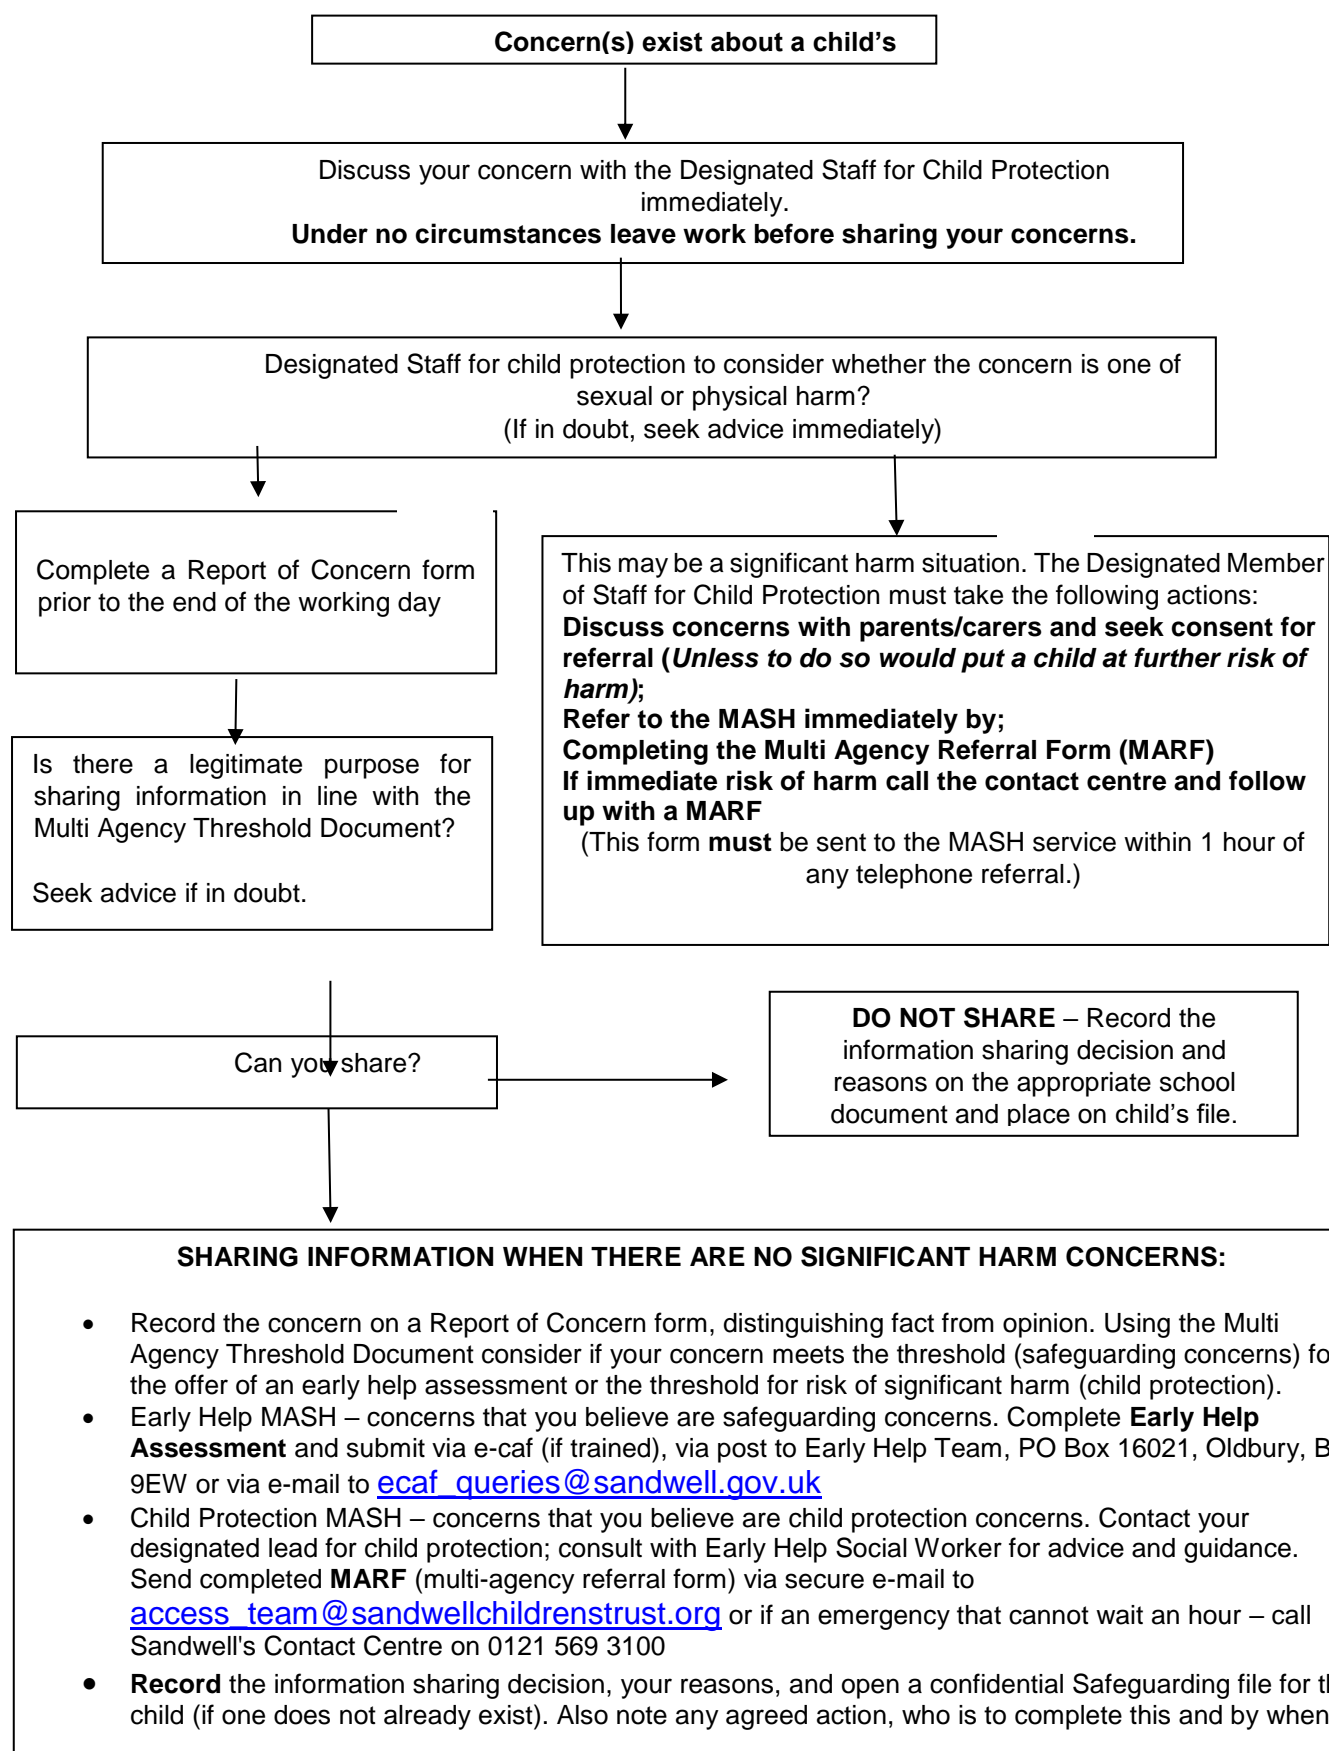 Concern(s) exist about a child’s
Discuss your concern with the Designated Staff for Child Protection
immediately.
Under no circumstances leave work before sharing your concerns.
Designated Staff for child protection to consider whether the concern is one of
sexual or physical harm?
(If in doubt, seek advice immediately)
Complete a Report of Concern form
prior to the end of the working day
This may be a significant harm situation. The Designated Member
of Staff for Child Protection must take the following actions:
Discuss concerns with parents/carers and seek consent for
referral (Unless to do so would put a child at further risk of
harm);
Refer to the MASH immediately by;
Completing the Multi Agency Referral Form (MARF)
If immediate risk of harm call the contact centre and follow
up with a MARF
(This form must be sent to the MASH service within 1 hour of
any telephone referral.)
Is there a legitimate purpose for
sharing information in line with the
Multi Agency Threshold Document?
Seek advice if in doubt.
Can you share?
DO NOT SHARE – Record the
information sharing decision and
reasons on the appropriate school
document and place on child’s file.
SHARING INFORMATION WHEN THERE ARE NO SIGNIFICANT HARM CONCERNS:
• Record the concern on a Report of Concern form, distinguishing fact from opinion. Using the Multi
Agency Threshold Document consider if your concern meets the threshold (safeguarding concerns) fo
the offer of an early help assessment or the threshold for risk of significant harm (child protection).
• Early Help MASH – concerns that you believe are safeguarding concerns. Complete Early Help
Assessment and submit via e-caf (if trained), via post to Early Help Team, PO Box 16021, Oldbury, B
9EW or via e-mail to ecaf_queries@sandwell.gov.uk
• Child Protection MASH – concerns that you believe are child protection concerns. Contact your
designated lead for child protection; consult with Early Help Social Worker for advice and guidance.
Send completed MARF (multi-agency referral form) via secure e-mail to
access_team@sandwellchildrenstrust.org or if an emergency that cannot wait an hour – call
Sandwell's Contact Centre on 0121 569 3100
• Record the information sharing decision, your reasons, and open a confidential Safeguarding file for t
child (if one does not already exist). Also note any agreed action, who is to complete this and by when